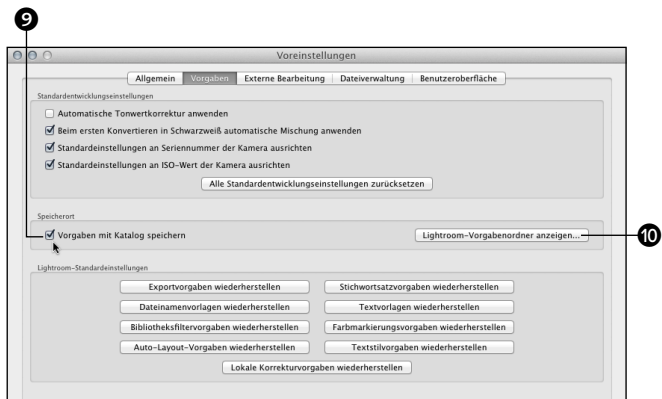 9
Voreinstellungen
Allgemein Vorgaben Externe Bearbeitung Dateiverwaltung Benutzeroberfläche
Standardentwicklungseinstellungen
Automatische Tonwertkorrektur anwenden
Beim ersten Konvertieren in Schwarzweiß automatische Mischung anwenden
Standardeinstellungen an Seriennummer der Kamera ausrichten
Standardeinstellungen an ISO-Wert der Kamera ausrichten
Alle Standardentwicklungseinstellungen zurücksetzen
Speicherort
Vorgaben mit Katalog speichern Lightroom-Vorgabenordner anzeigen... 10
Lightroom-Standardeinstellungen
Exportvorgaben wiederherstellen Stichwortsatzvorgaben wiederherstellen
Dateinamenvorlagen wiederherstellen Textvorlagen wiederherstellen
Bibliotheksfiltervorgaben wiederherstellen Farbmarkierungsvorgaben wiederherstellen
Auto-Layout-Vorgaben wiederherstellen Textstilvorgaben wiederherstellen
Lokale Korrekturvorgaben wiederherstellen